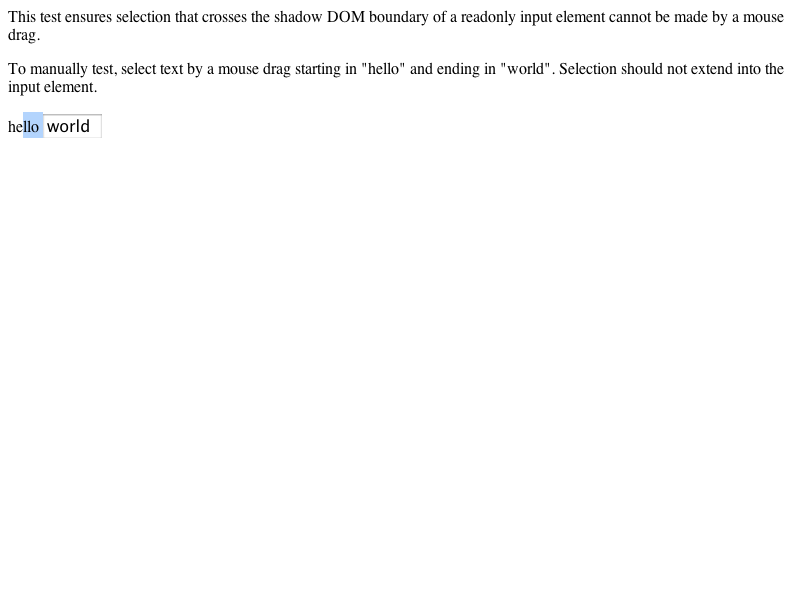 This test ensures selection that crosses the shadow DOM boundary of a readonly input element cannot be made by a mouse
drag.
To manually test, select text by a mouse drag starting in "hello" and ending in "world". Selection should not extend into the
input element.
hello world